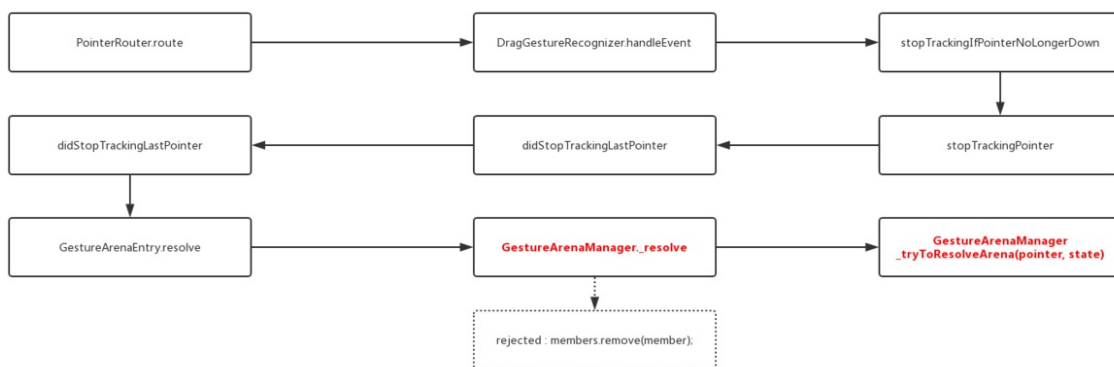 PointerRouter.route
DragGestureRecognizer.handleEvent
stopTrackingIfPointerNoLongerDown
didStopTrackingLastPointer
didStopTrackingLastPointer
stopTrackingPointer
GestureArenaEntry.resolve
GestureArenaManager._resolve
GestureArenaManager
_tryToResolveArena(pointer, state)
rejected : members.remove(member);